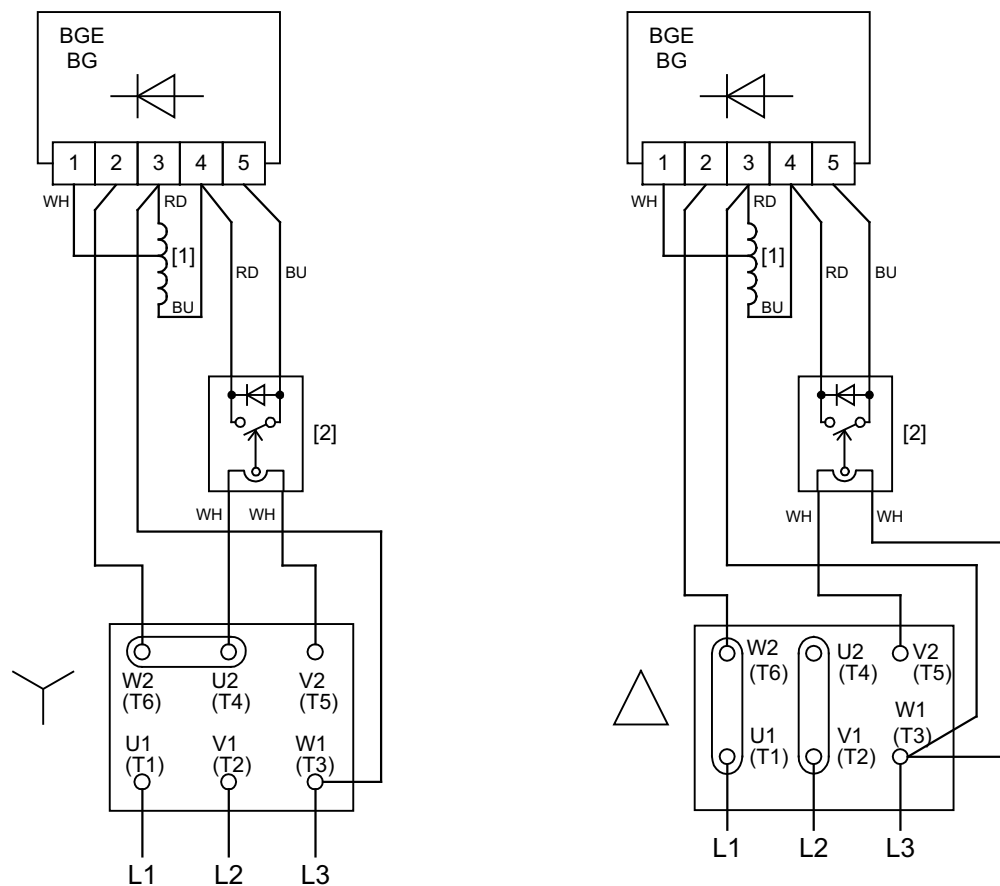 BGE
BG
1 2 3 4 5
WH RD
[1]
BU
RD BU
[2]
WH WH
W2 U2 V2
(T6) (T4) (T5)
U1 V1 W1
(T1) (T2) (T3)
L1 L2 L3
BGE
BG
1 2 3 4 5
WH RD
[1]
BU
RD BU
[2]
WH WH
W2 U2 V2
(T6) (T4) (T5)
U1 V1 W1
(T1) (T2) (T3)
L1 L2 L3